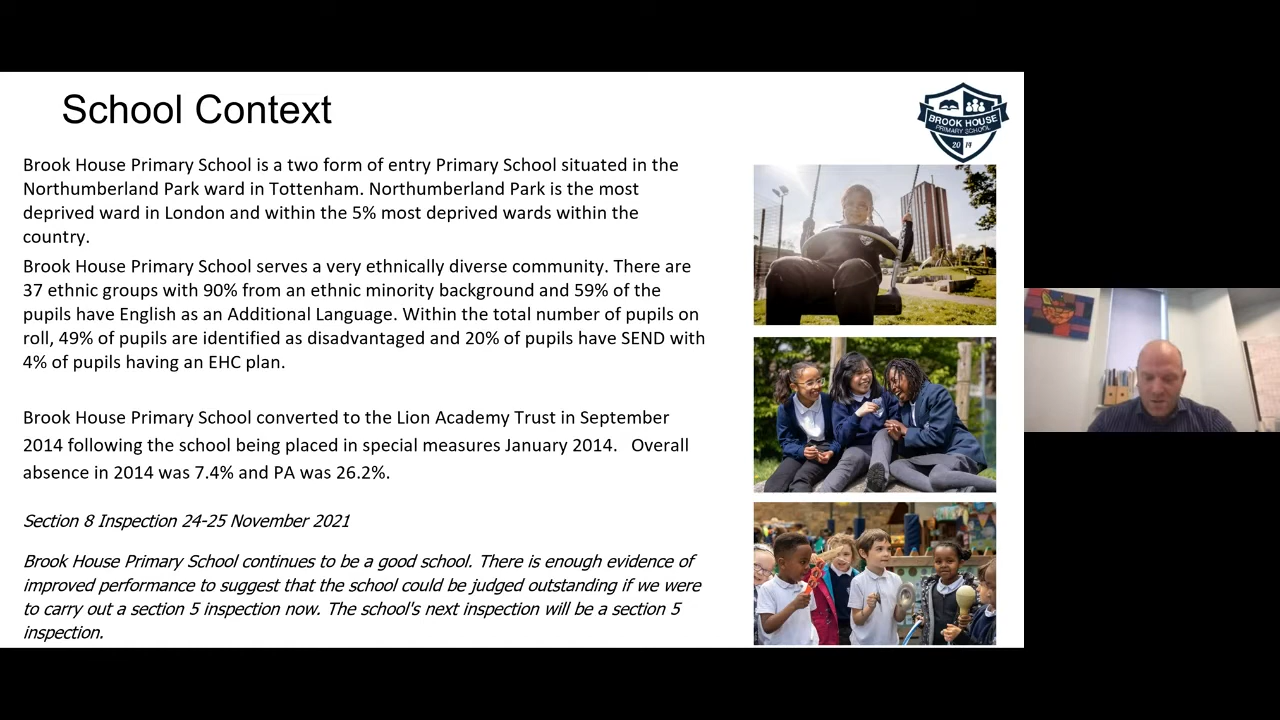 School Context
BROOK HOUSE
PRIMARY SCHOOL
20 19
Brook House Primary School is a two form of entry Primary School situated in the
Northumberland Park ward in Tottenham. Northumberland Park is the most
deprived ward in London and within the 5% most deprived wards within the
country.
Brook House Primary School serves a very ethnically diverse community. There are
37 ethnic groups with 90% from an ethnic minority background and 59% of the
pupils have English as an Additional Language. Within the total number of pupils on
roll, 49% of pupils are identified as disadvantaged and 20% of pupils have SEND with
4% of pupils having an EHC plan.
Brook House Primary School converted to the Lion Academy Trust in September
2014 following the school being placed in special measures January 2014. Overall
absence in 2014 was 7.4% and PA was 26.2%.
Section 8 Inspection 24-25 November 2021
Brook House Primary School continues to be a good school. There is enough evidence of
improved performance to suggest that the school could be judged outstanding if we were
to carry out a section 5 inspection now. The school's next inspection will be a section 5
inspection.